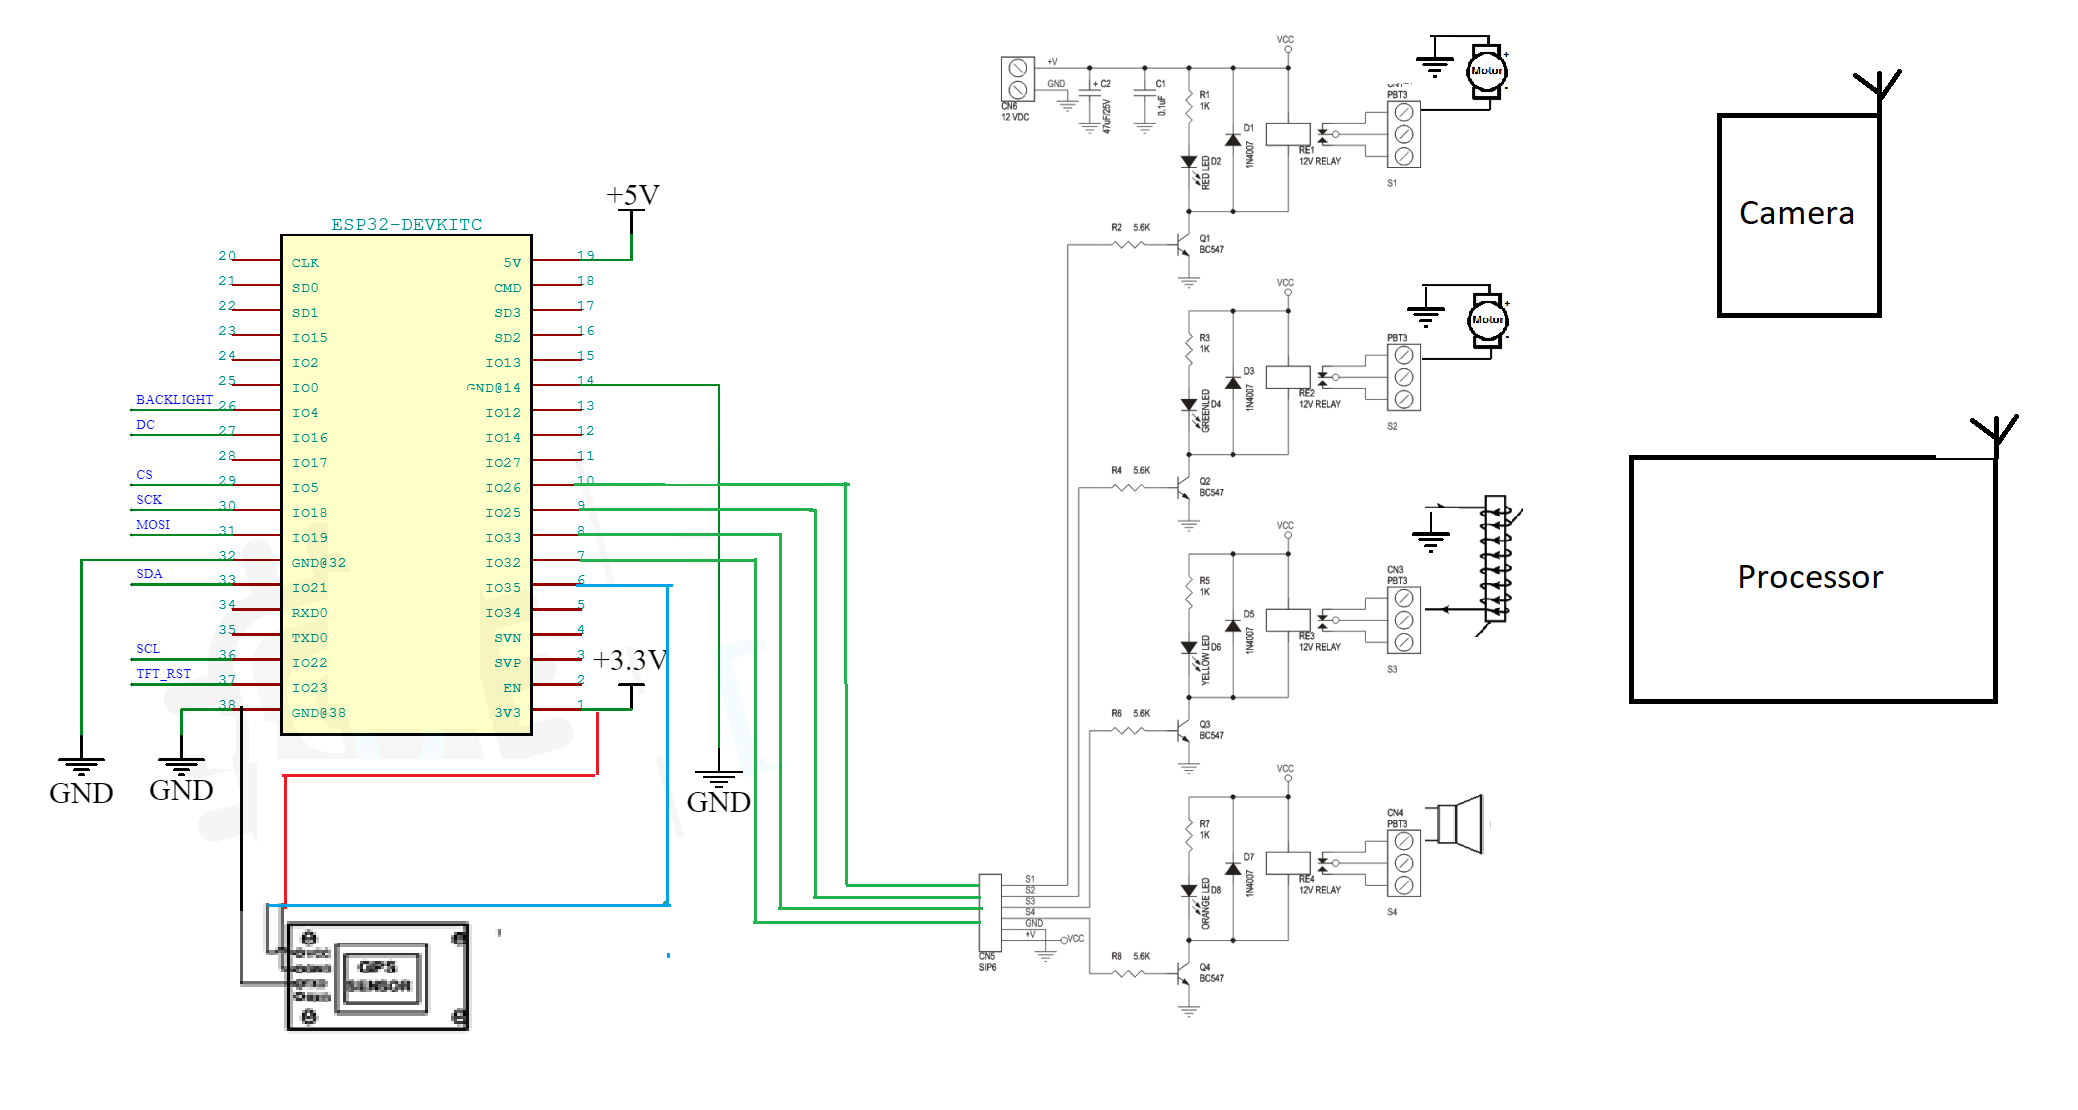 ESP32-DEVKITC
+5V
20 CLK 5V 19
21 SD0 CMD 18
22 SD1 SD3 17
23 IO15 SD2 16
24 IO2 IO13 15
25 IO0 GND@14 14
BACKLIGHT 26 IO4 IO12 13
DC 27 IO16 IO14 12
28 IO17 IO27 11
CS 29 IO5 IO26 10
SCK 30 IO18 IO25 9
MOSI 31 IO19 IO33 8
32 GND@32 IO32 7
SDA 33 IO21 IO35 6
34 RXD0 IO34 5
35 TXD0 SVN 4
SCL 36 IO22 SVP 3
TFT_RST 37 IO23 EN 2
38 GND@38 3V3 1
+3.3V
GND
GND
GND
GPS
SENSOR
S1
S2
S3
S4
GND
+V
VCC
CN5
SIP6
+V
GND
CN6
12 VDC
+ C2
47uF/25V
C1
0.1uF
VCC
R1
1K
D2
RED LED
D1
1N4007
RE1
12V RELAY
PBT3
S1
Motor
+
-
R2 5.6K
Q1
BC547
VCC
R3
1K
D4
GREENLED
D3
1N4007
RE2
12V RELAY
PBT3
S2
Motor
+
-
R4 5.6K
Q2
BC547
VCC
R5
1K
D6
YELLOW LED
D5
1N4007
RE3
12V RELAY
CN3
PBT3
S3
R6 5.6K
Q3
BC547
VCC
R7
1K
D8
ORANGE LED
D7
1N4007
RE4
12V RELAY
CN4
PBT3
S4
R8 5.6K
Q4
BC547
Camera
Processor